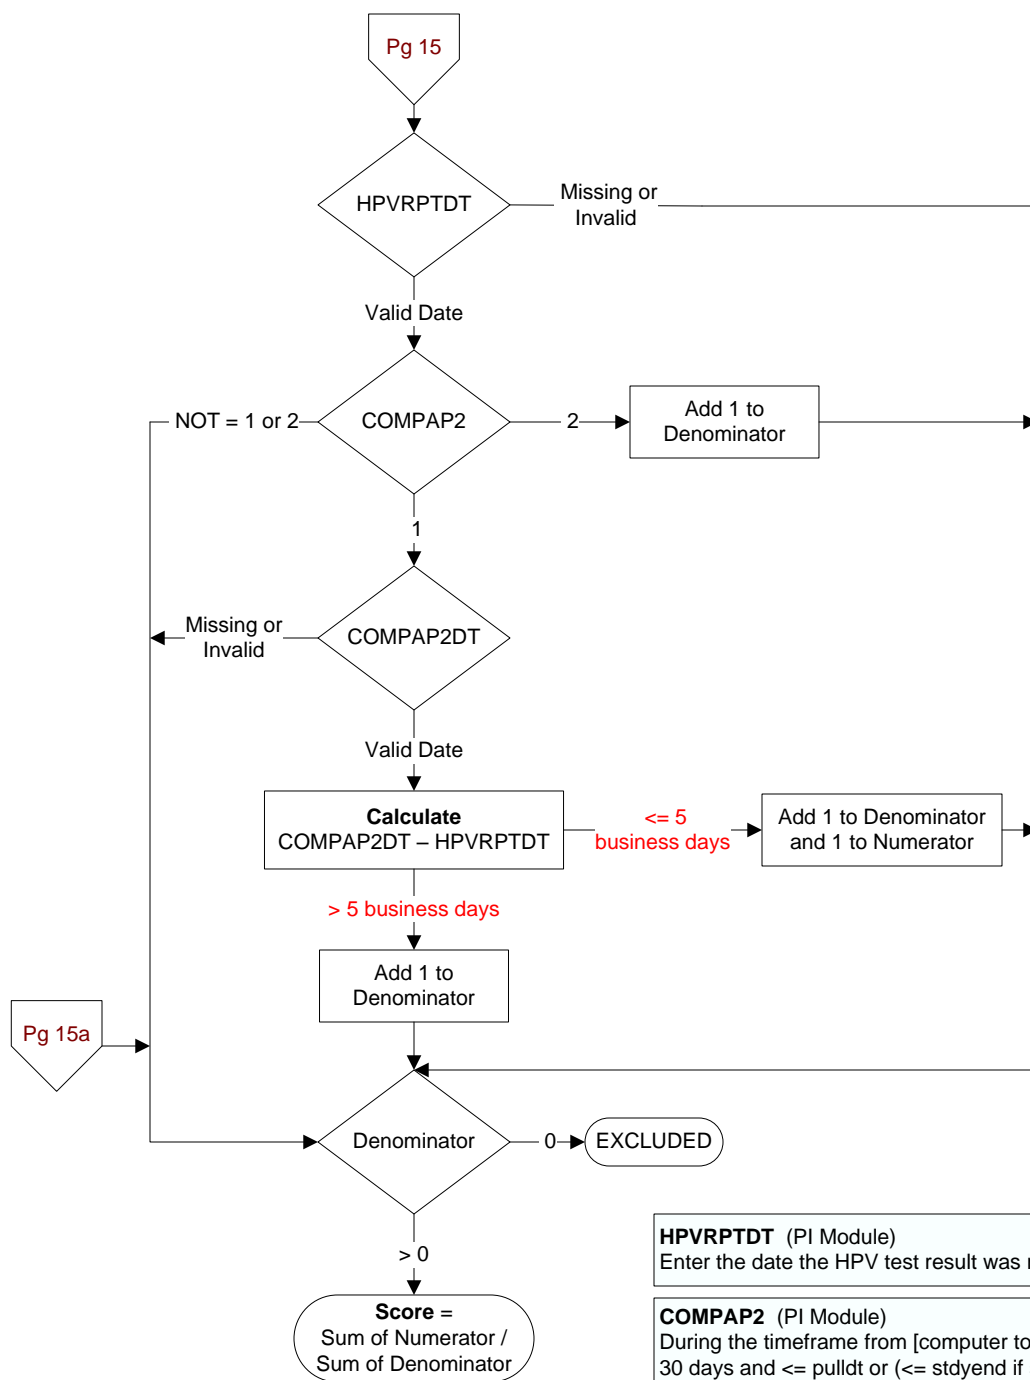 Pg 15
HPVRPTDT
Missing or
Invalid
Valid Date
NOT = 1 or 2
COMPAP2
2
Add 1 to
Denominator
1
Missing or
Invalid
COMPAP2DT
Valid Date
Calculate
COMPAP2DT – HPVRPTDT
<= 5
business days
Add 1 to Denominator
and 1 to Numerator
> 5 business days
Add 1 to
Denominator
Pg 15a
Denominator
0
EXCLUDED
> 0
Score =
Sum of Numerator /
Sum of Denominator
HPVRPTDT (PI Module)
Enter the date the HPV test result was
COMPAP2 (PI Module)
During the timeframe from [computer to
30 days and <= pulldt or (<= stdyend if